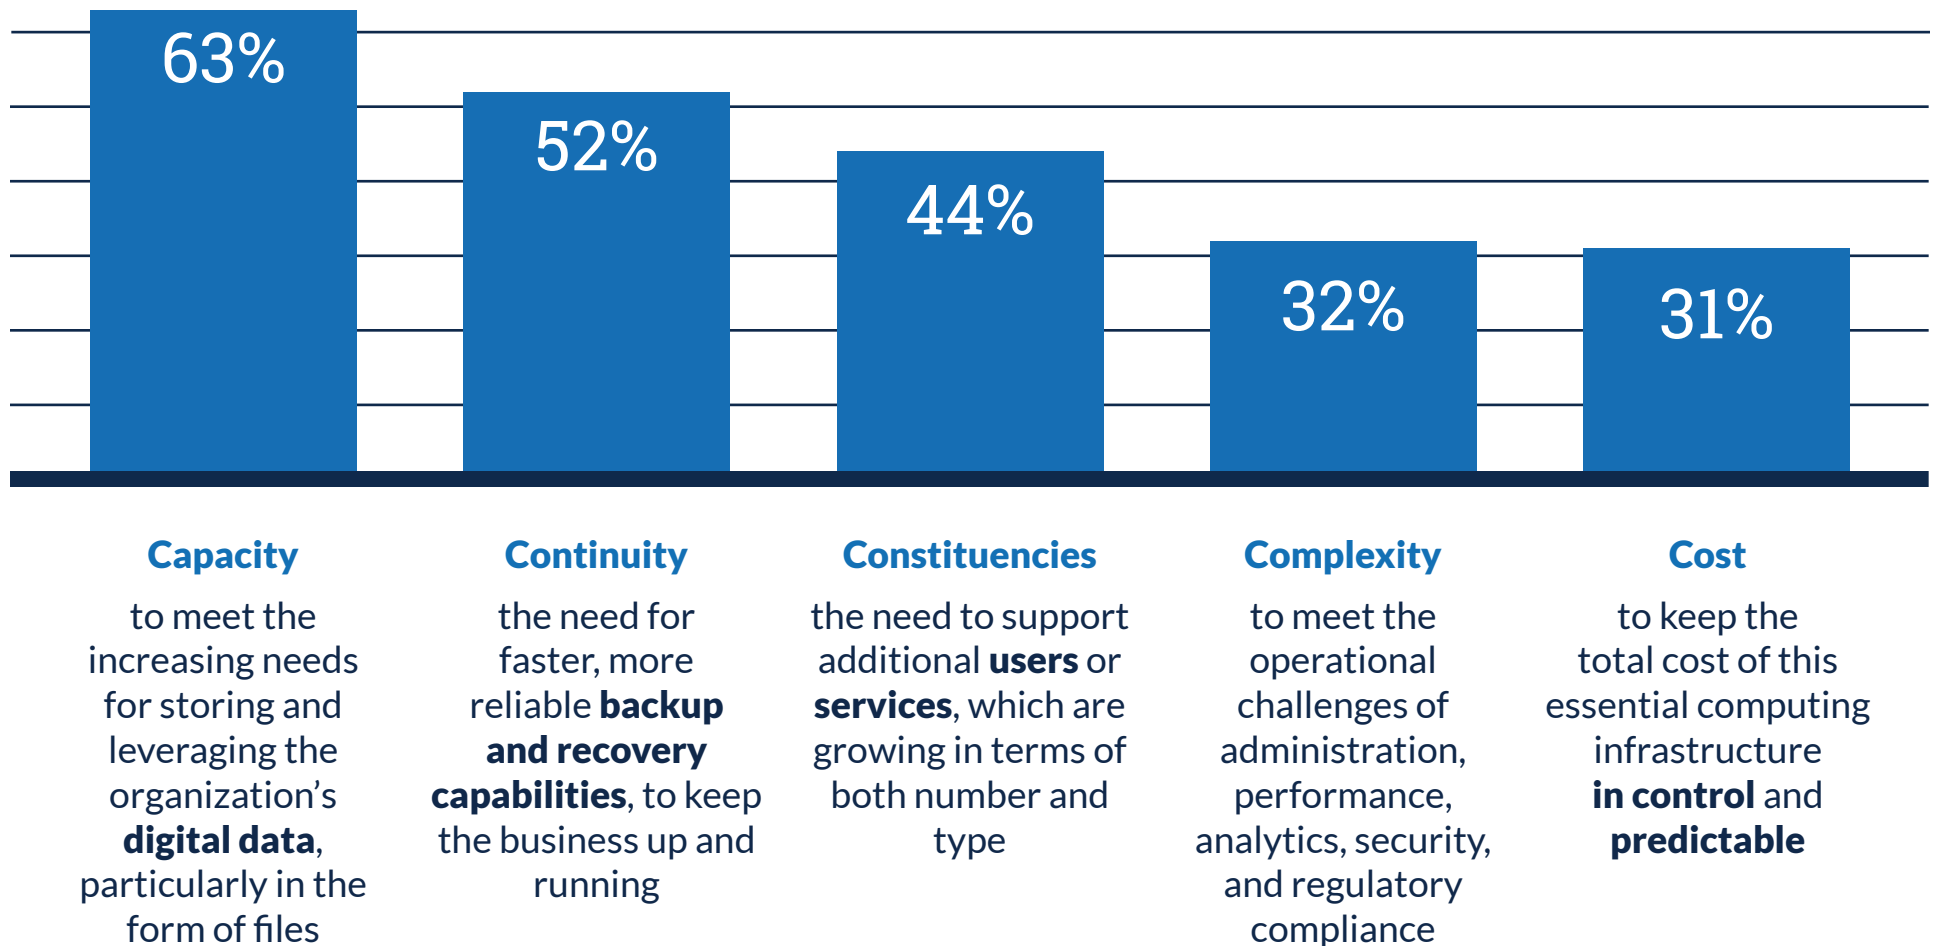 63%
52%
44%
32%
31%
Capacity
to meet the
increasing needs
for storing and
leveraging the
organization’s
digital data,
particularly in the
form of files
Continuity
the need for
faster, more
reliable backup
and recovery
capabilities, to keep
the business up and
running
Constituencies
the need to support
additional users or
services, which are
growing in terms of
both number and
type
Complexity
to meet the
operational
challenges of
administration,
performance,
analytics, security,
and regulatory
compliance
Cost
to keep the
total cost of this
essential computing
infrastructure
in control and
predictable